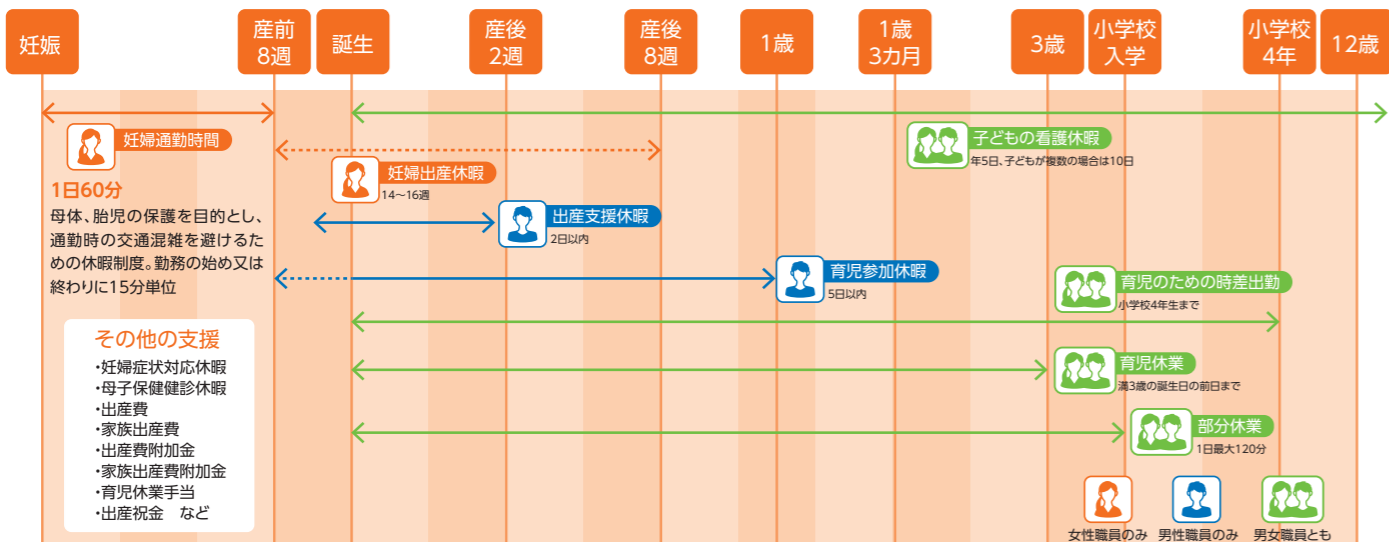 妊娠
産前
8週
誕生
産後
2週
産後
8週
1歳
1歳
3カ月
3歳
小学校
入学
小学校
4年
12歳
妊婦通勤時間
1日60分
母体、胎児の保護を目的とし、
通勤時の交通混雑を避けるた
めの休暇制度。勤務の始め又は
終わりに15分単位
子どもの看護休暇
年5日、子どもが複数の場合は10日
妊婦出産休暇
14〜16週
出産支援休暇
2日以内
育児参加休暇
5日以内
育児のための時差出勤
小学校4年生まで
育児休業
満3歳の誕生日の前日まで
部分休業
1日最大120分
その他の支援
・妊婦症状対応休暇
・母子保健健診休暇
・出産費
・家族出産費
・出産費附加金
・家族出産費附加金
・育児休業手当
・出産祝金　など
女性職員のみ
男性職員のみ
男女職員とも